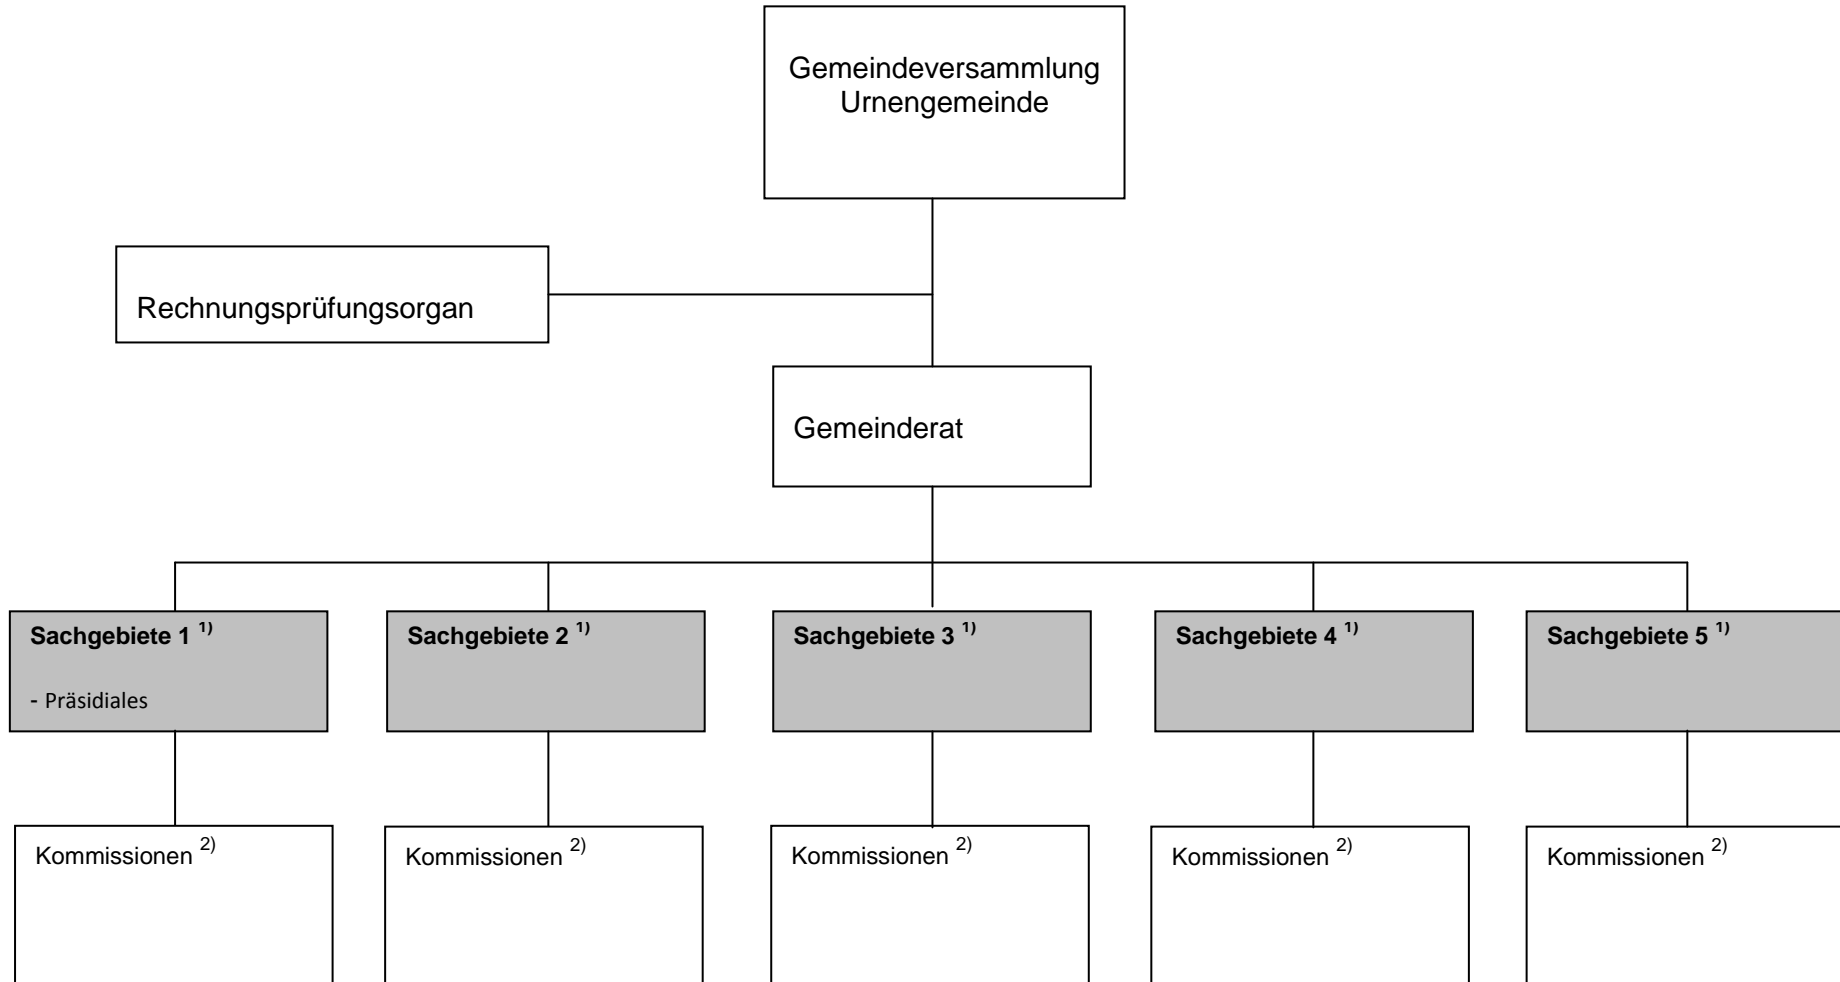 Gemeindeversammlung
Urnengemeinde
Rechnungsprüfungsorgan
Gemeinderat
Sachgebiete 1 ¹⁾
- Präsidiales
Sachgebiete 2 ¹⁾
Sachgebiete 3 ¹⁾
Sachgebiete 4 ¹⁾
Sachgebiete 5 ¹⁾
Kommissionen ²⁾
Kommissionen ²⁾
Kommissionen ²⁾
Kommissionen ²⁾
Kommissionen ²⁾